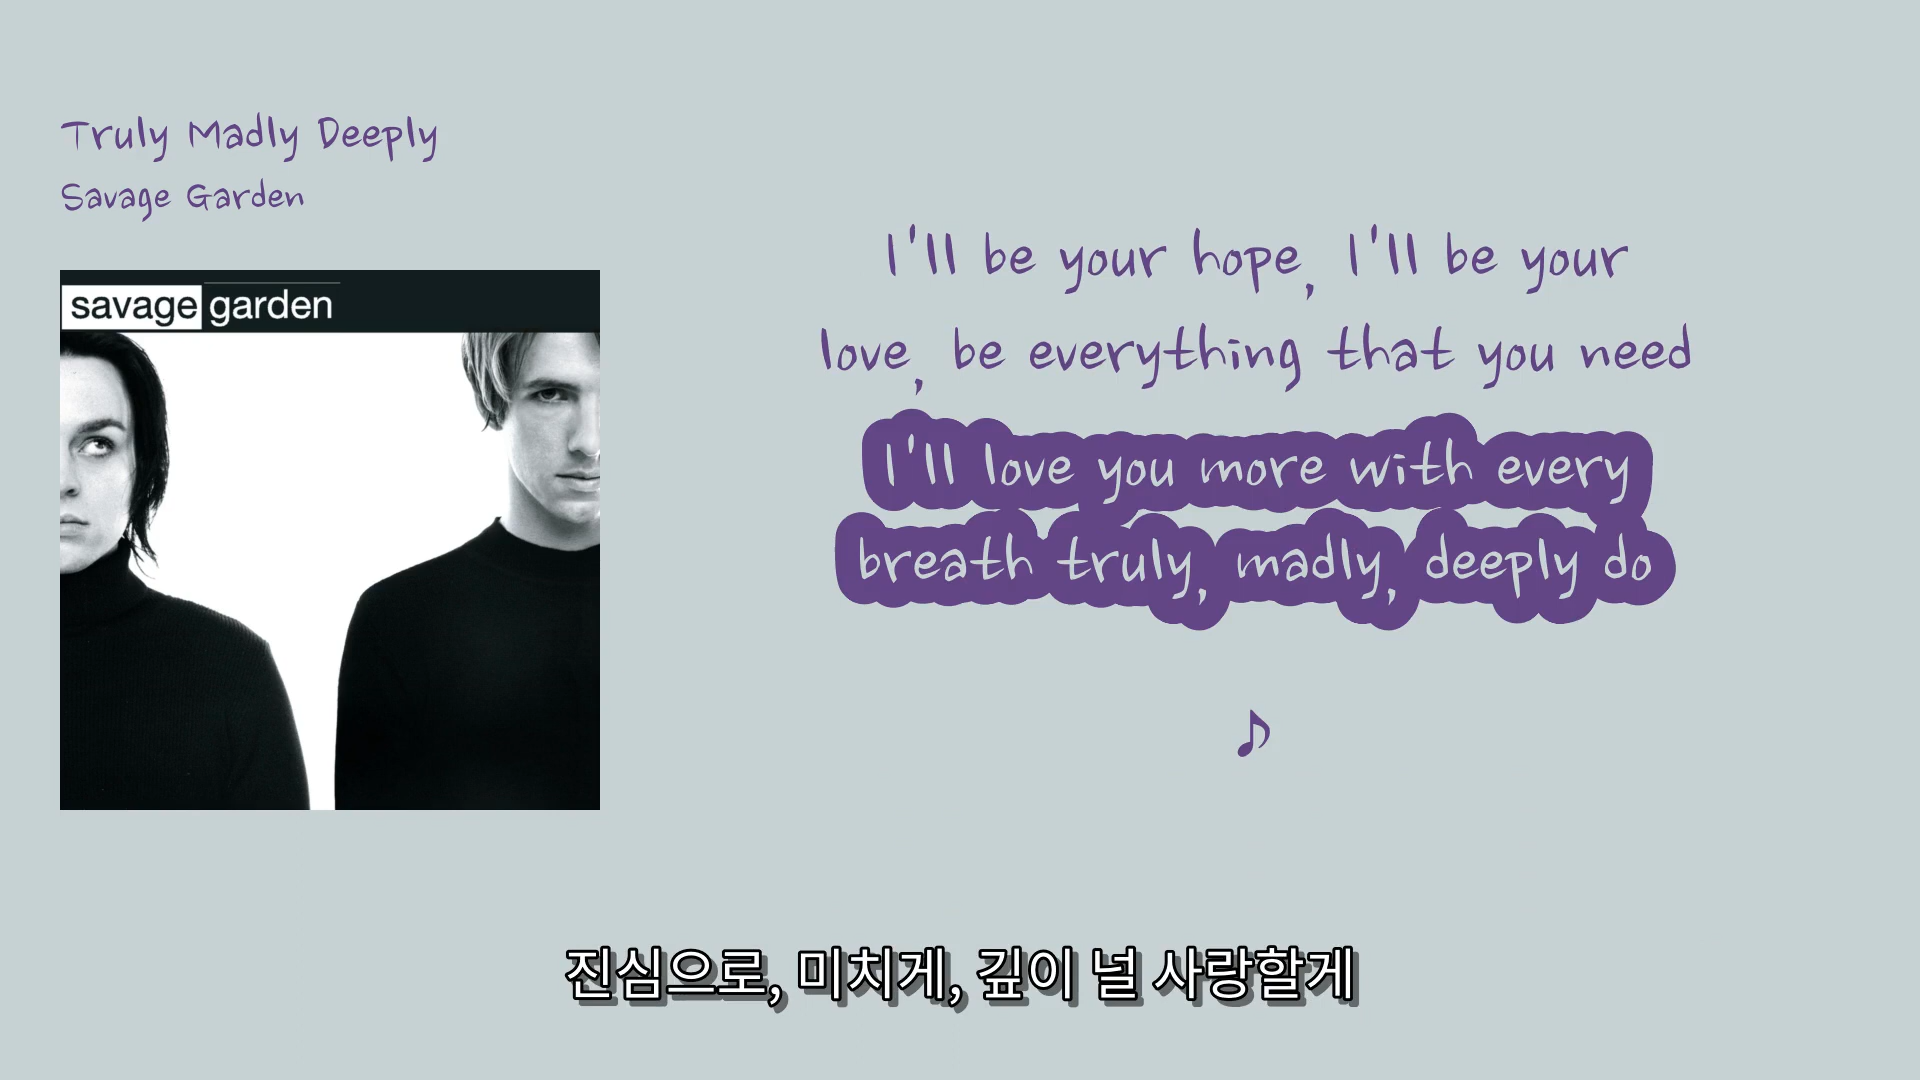 Truly Madly Deeply
Savage Garden
savage garden
I'll be your hope, I'll be your
love, be everything that you need
I'll love you more with every
breath truly, madly, deeply do
♪
진심으로, 미치게, 깊이 널 사랑할게